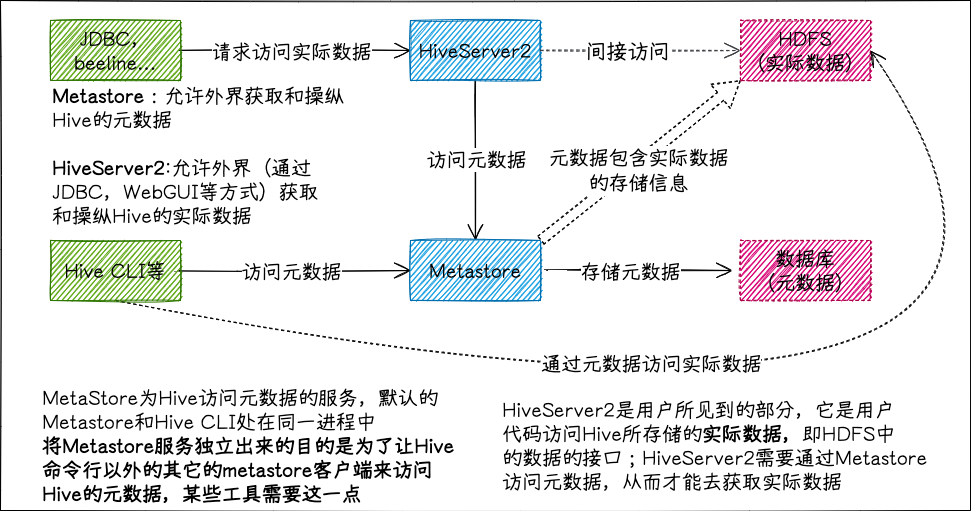 JDBC，
beeline...
请求访问实际数据
HiveServer2
间接访问
HDFS
(实际数据)
Metastore：允许外界获取和操纵
Hive的元数据
HiveServer2:允许外界（通过
JDBC，WebGUI等方式）获取
和操纵Hive的实际数据
访问元数据
元数据包含实际数据
的存储信息
Hive CLI等
访问元数据
Metastore
存储元数据
数据库
(元数据)
通过元数据访问实际数据
MetaStore为Hive访问元数据的服务，默认的
Metastore和Hive CLI处在同一进程中
将Metastore服务独立出来的目的是为了让Hive
命令行以外的其它的metastore客户端来访问
Hive的元数据，某些工具需要这一点
HiveServer2是用户所见到的部分，它是用户
代码访问Hive所存储的实际数据，即HDFS中
的数据的接口；HiveServer2需要通过Metastore
访问元数据，从而才能去获取实际数据